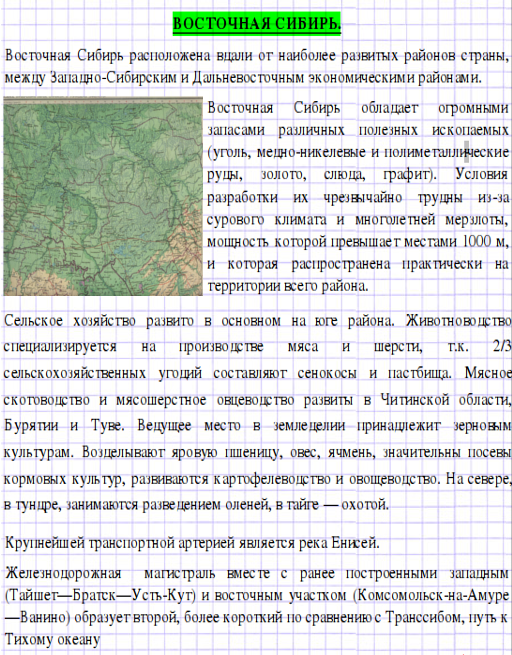 ВОСТОЧНАЯ СИБИРЬ.
Восточная Сибирь расположена вдали от наиболее развитых районов страны,
между Западно-Сибирским и Дальневосточным экономическими районами.
Восточная Сибирь обладает огромными
запасами различных полезных ископаемых
(уголь, медно-никелевые и полиметаллические
руды, золото, слюда, графит). Условия
разработки их чрезвычайно трудны из-за
сурового климата и многолетней мерзлоты,
мощность которой превышает местами 1000 м,
и которая распространена практически на
территории всего района.
Сельское хозяйство развито в основном на юге района. Животноводство
специализируется на производстве мяса и шерсти, т.к. 2/3
сельскохозяйственных угодий составляют сенокосы и пастбища. Мясное
скотоводство и мясошерстное овцеводство развиты в Читинской области,
Бурятии и Туве. Ведущее место в земледелии принадлежит зерновым
культурам. Возделывают яровую пшеницу, овес, ячмень, значительны посевы
кормовых культур, развиваются картофелеводство и овощеводство. На севере,
в тундре, занимаются разведением оленей, в тайге — охотой.
Крупнейшей транспортной артерией является река Енисей.
Железнодорожная магистраль вместе с ранее построенными западным
(Тайшет—Братск—Усть-Кут) и восточным участком (Комсомольск-на-Амуре
—Ванино) образует второй, более короткий по сравнению с Транссибом, путь к
Тихому океану